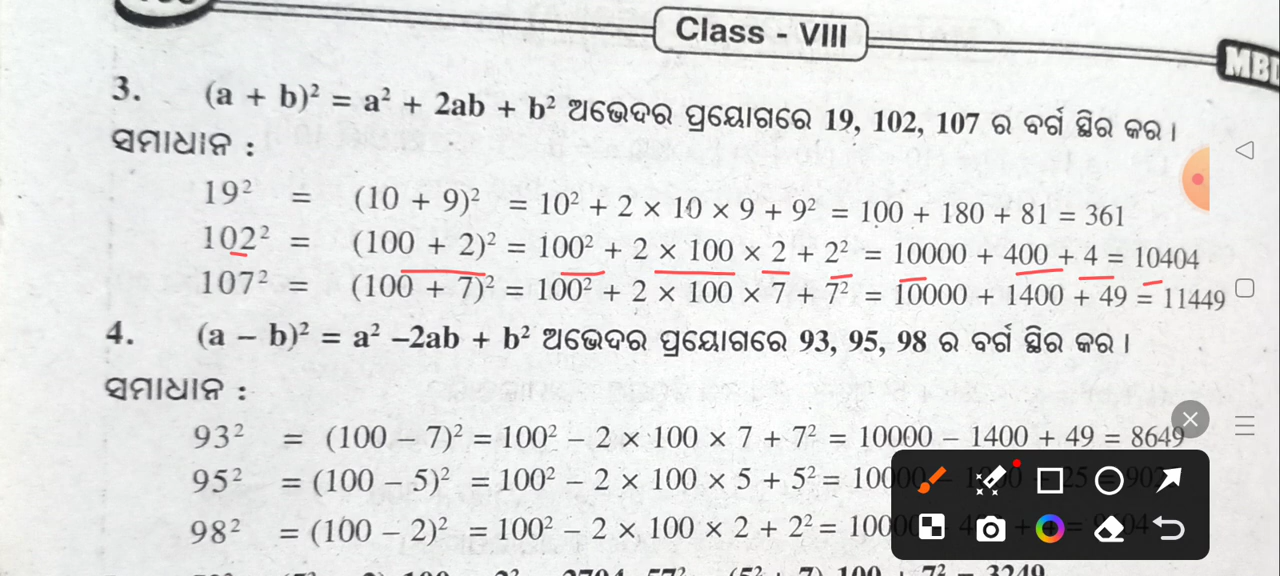 Class - VIII
MBD
3. (a + b)² = a² + 2ab + b² ଅଭେଦର ପ୍ରୟୋଗରେ 19, 102, 107 ର ବର୍ଗ ସ୍ଥିର କର ।
ସମାଧାନ :
19² = (10 + 9)² = 10² + 2 × 10 × 9 + 9² = 100 + 180 + 81 = 361
102² = (100 + 2)² = 100² + 2 × 100 × 2 + 2² = 10000 + 400 + 4 = 10404
107² = (100 + 7)² = 100² + 2 × 100 × 7 + 7² = 10000 + 1400 + 49 = 11449
4. (a − b)² = a² −2ab + b² ଅଭେଦର ପ୍ରୟୋଗରେ 93, 95, 98 ର ବର୍ଗ ସ୍ଥିର କର ।
ସମାଧାନ :
93² = (100 − 7)² = 100² − 2 × 100 × 7 + 7² = 10000 − 1400 + 49 = 8649
95² = (100 − 5)² = 100² − 2 × 100 × 5 + 5² =
98² = (100 − 2)² = 100² − 2 × 100 × 2 + 2² =